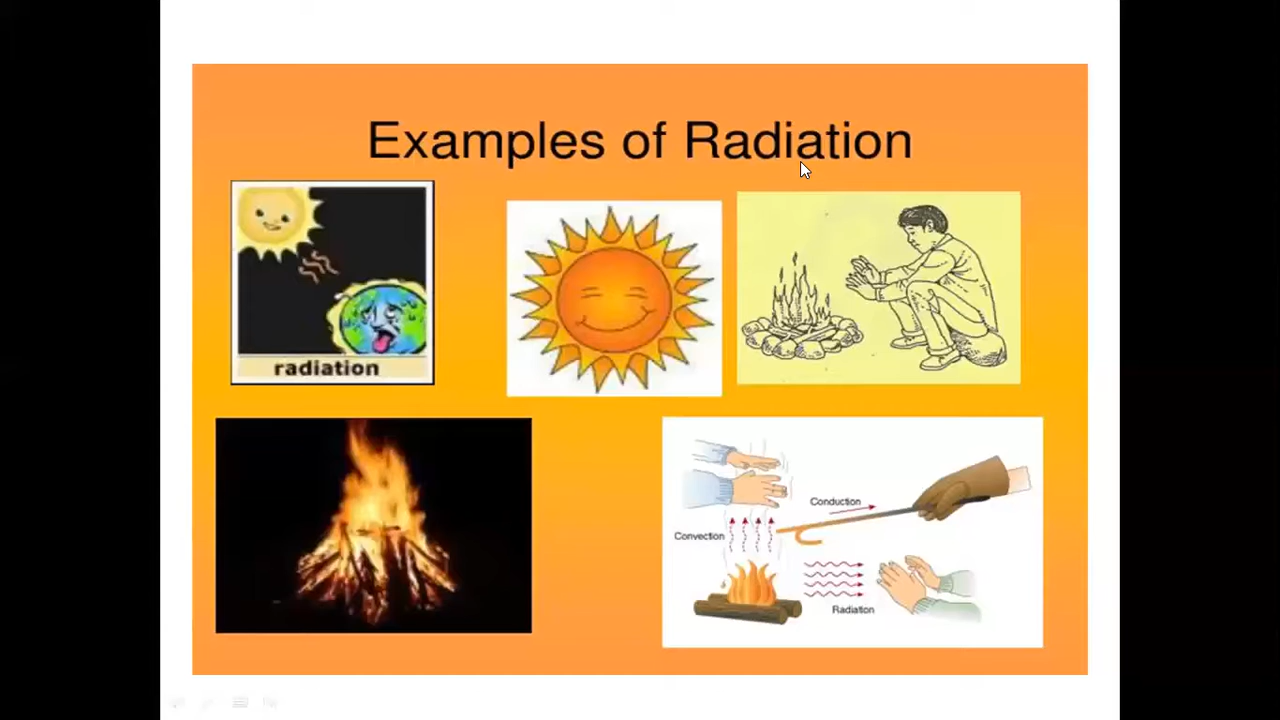 Examples of Radiation
radiation
Conduction
Convection
Radiation